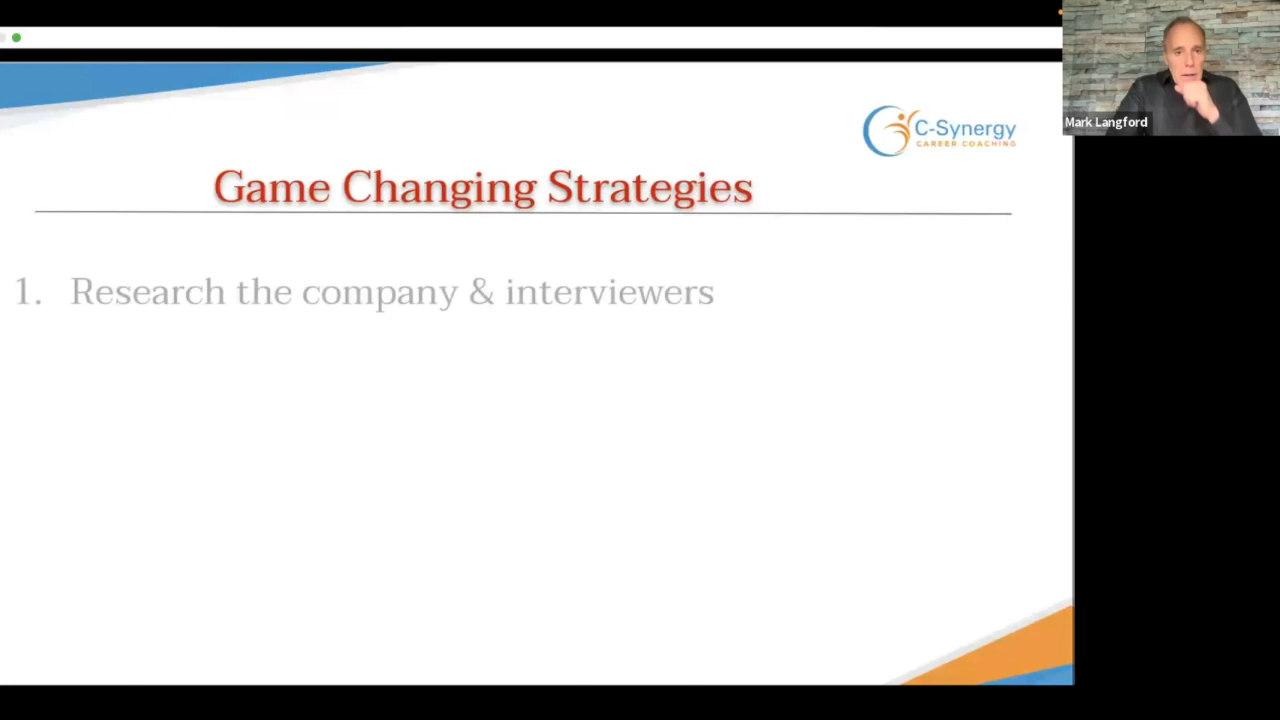 C-Synergy
CAREER COACHING
Mark Langford
Game Changing Strategies
1. Research the company & interviewers